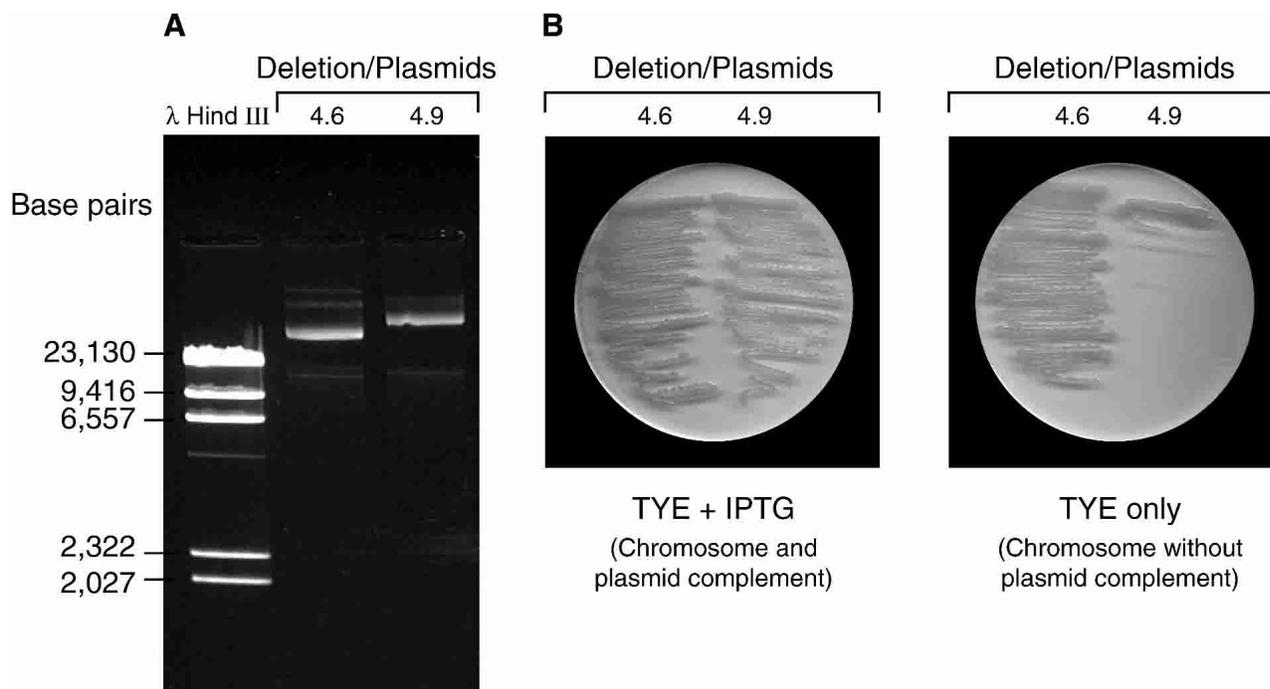 A
B
Deletion/Plasmids
Deletion/Plasmids
Deletion/Plasmids
λ Hind III 4.6 4.9
4.6 4.9
4.6 4.9
Base pairs
23,130
9,416
6,557
2,322
2,027
TYE + IPTG
(Chromosome and
plasmid complement)
TYE only
(Chromosome without
plasmid complement)